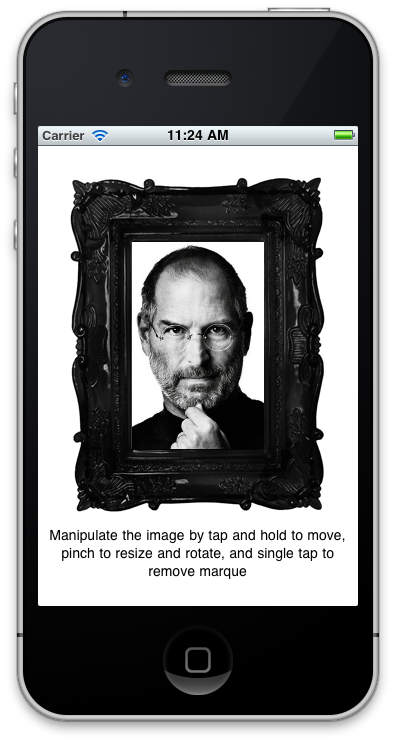 Carrier 11:24 AM
Manipulate the image by tap and hold to move,
pinch to resize and rotate, and single tap to
remove marque